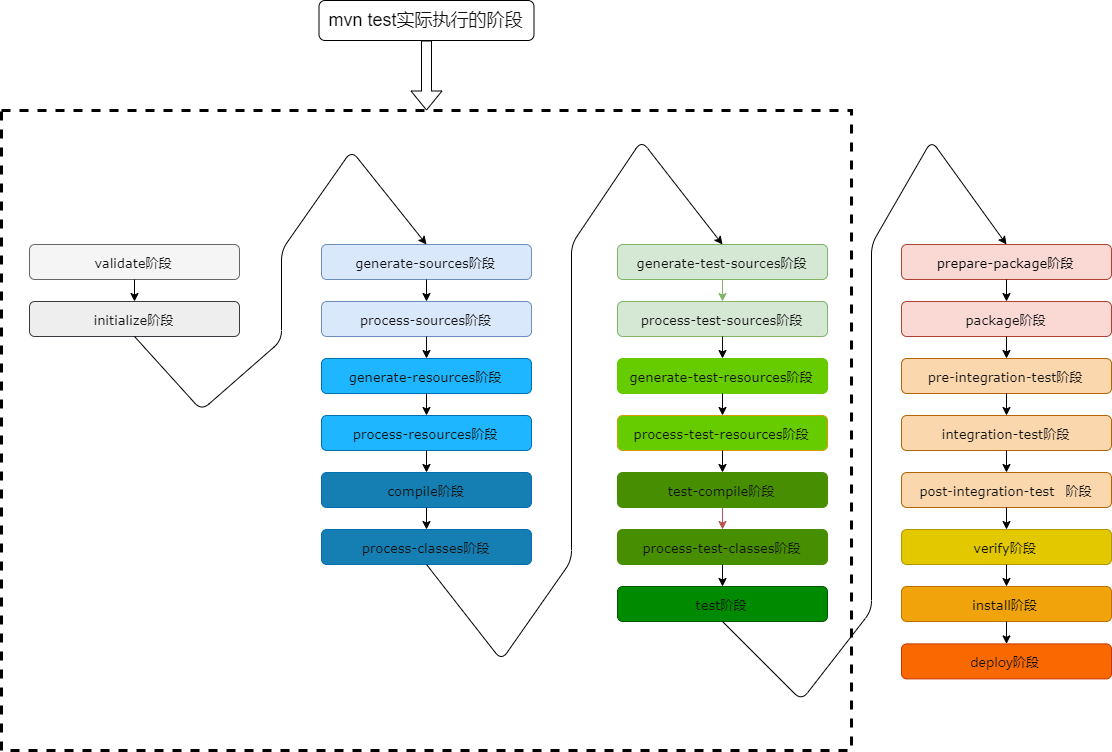 mvn test实际执行的阶段
validate阶段
initialize阶段
generate-sources阶段
process-sources阶段
generate-resources阶段
process-resources阶段
compile阶段
process-classes阶段
generate-test-sources阶段
process-test-sources阶段
generate-test-resources阶段
process-test-resources阶段
test-compile阶段
process-test-classes阶段
test阶段
prepare-package阶段
package阶段
pre-integration-test阶段
integration-test阶段
post-integration-test 阶段
verify阶段
install阶段
deploy阶段